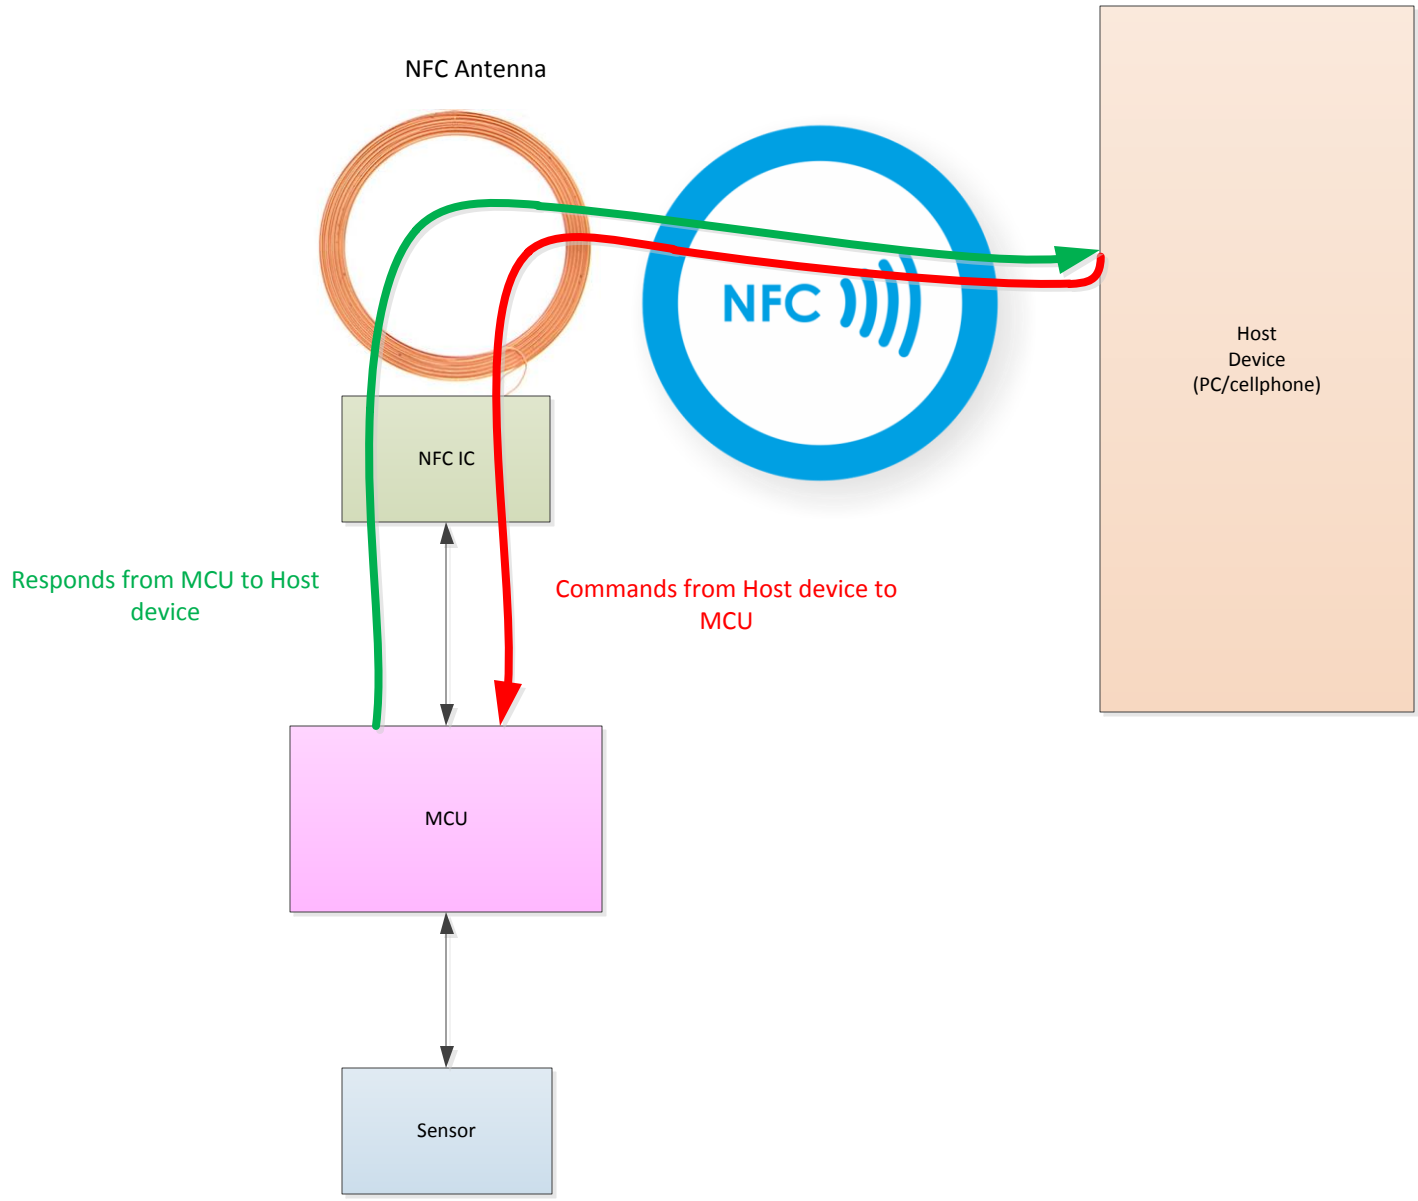 NFC Antenna
NFC
Host
Device
(PC/cellphone)
NFC IC
Responds from MCU to Host
device
Commands from Host device to
MCU
MCU
Sensor